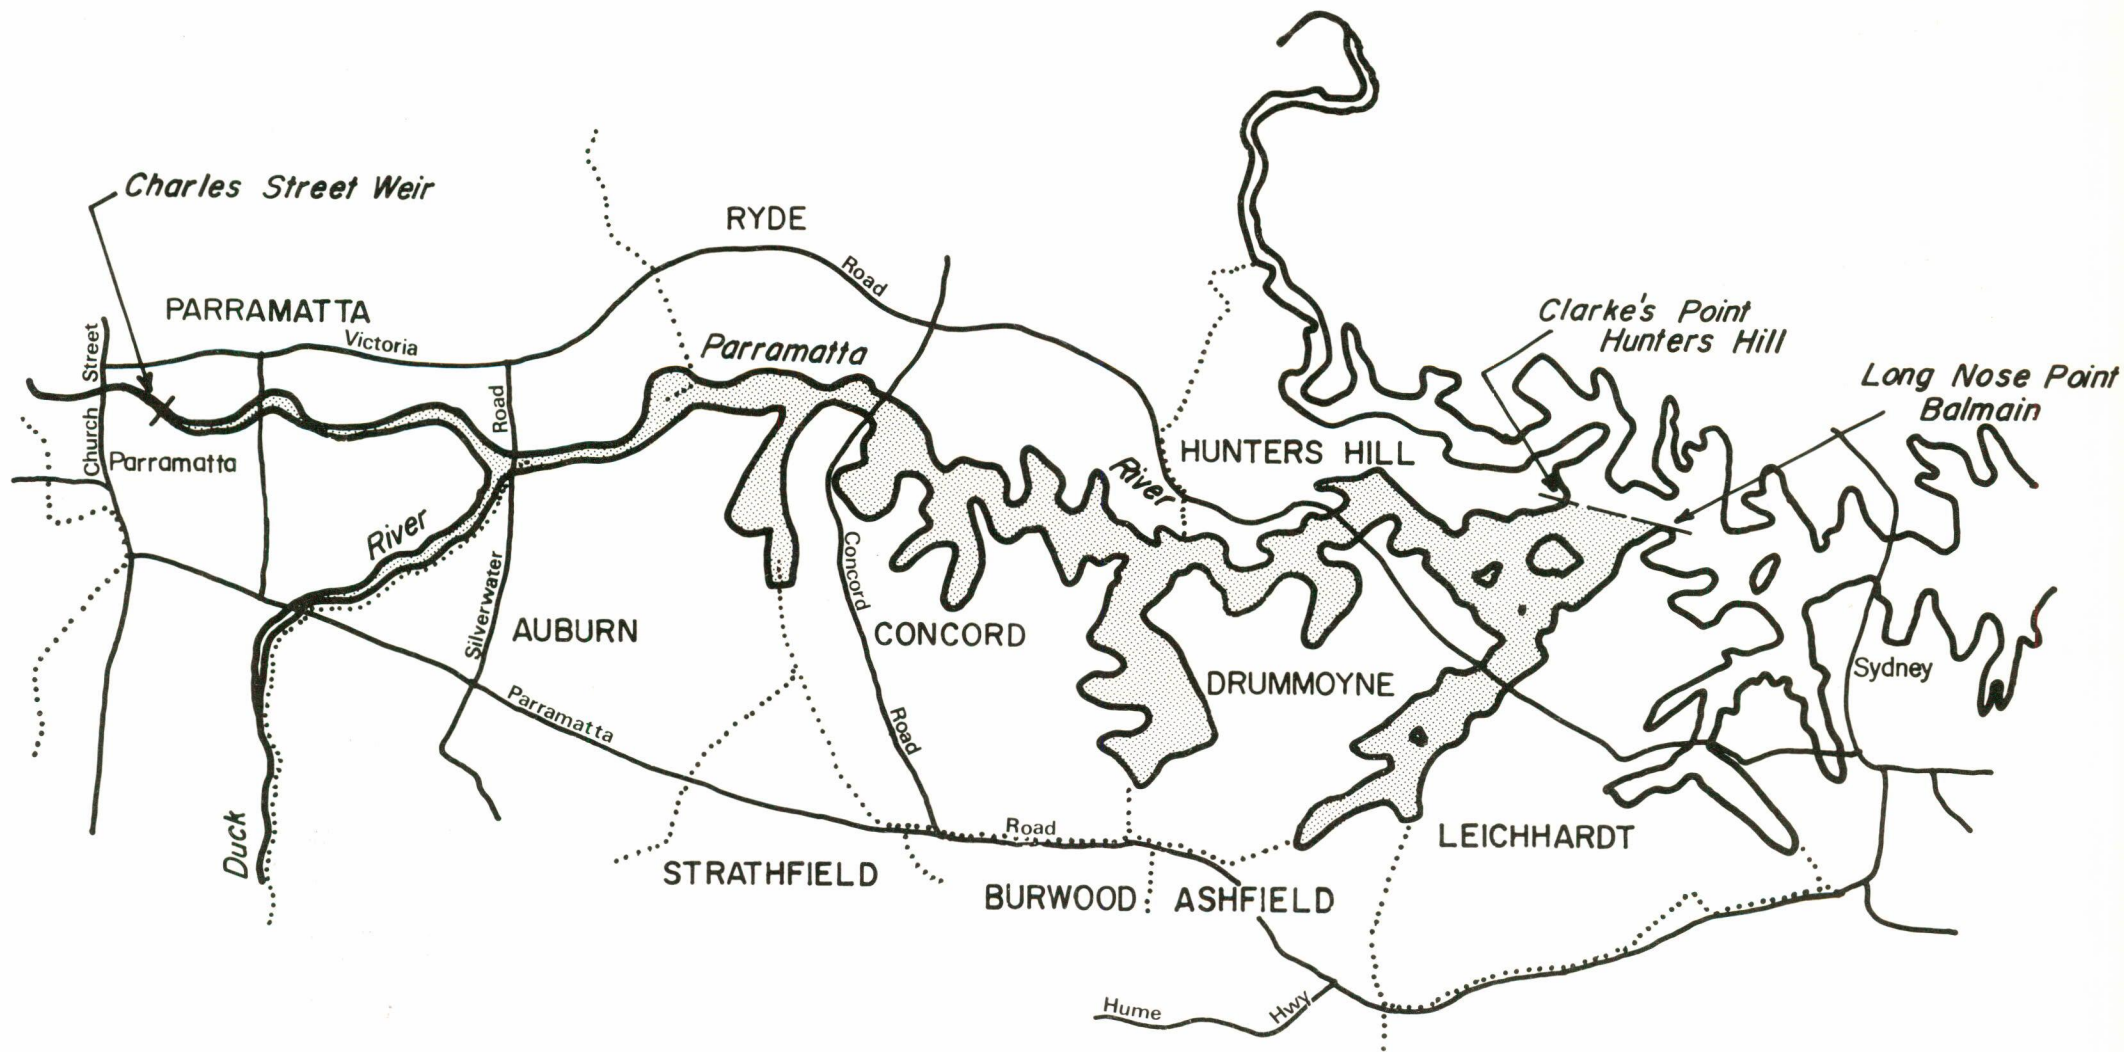 Charles Street Weir
RYDE
Road
PARRAMATTA
Victoria
Parramatta
Clarke's Point
Hunters Hill
Long Nose Point
Balmain
Church Street
Road
Parramatta
HUNTERS HILL
River
River
Silverwater
Concord
AUBURN
CONCORD
DRUMMOYNE
Sydney
Parramatta
Road
Duck
Road
LEICHHARDT
STRATHFIELD
BURWOOD
ASHFIELD
Hume Hwy